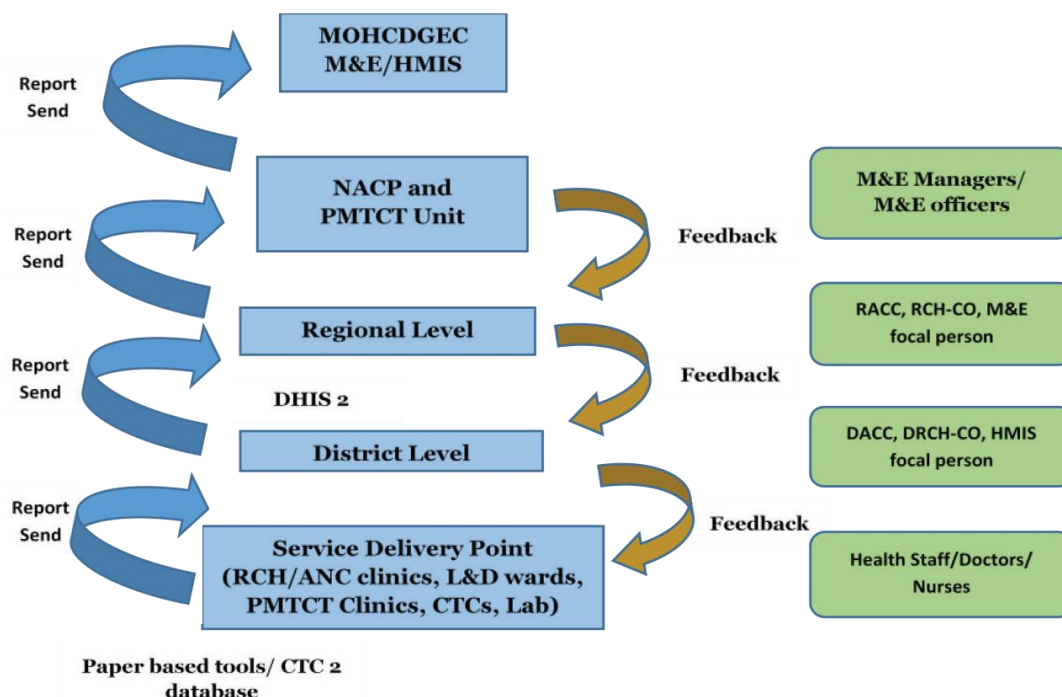 MOHCDGEC
M&E/HMIS
Report
Send
NACP and
PMTCT Unit
M&E Managers/
M&E officers
Feedback
Report
Send
Regional Level
RACC, RCH-CO, M&E
focal person
Report
Send
Feedback
DHIS 2
District Level
DACC, DRCH-CO, HMIS
focal person
Report
Send
Feedback
Service Delivery Point
(RCH/ANC clinics, L&D wards,
PMTCT Clinics, CTCs, Lab)
Health Staff/Doctors/
Nurses
Paper based tools/ CTC 2
database